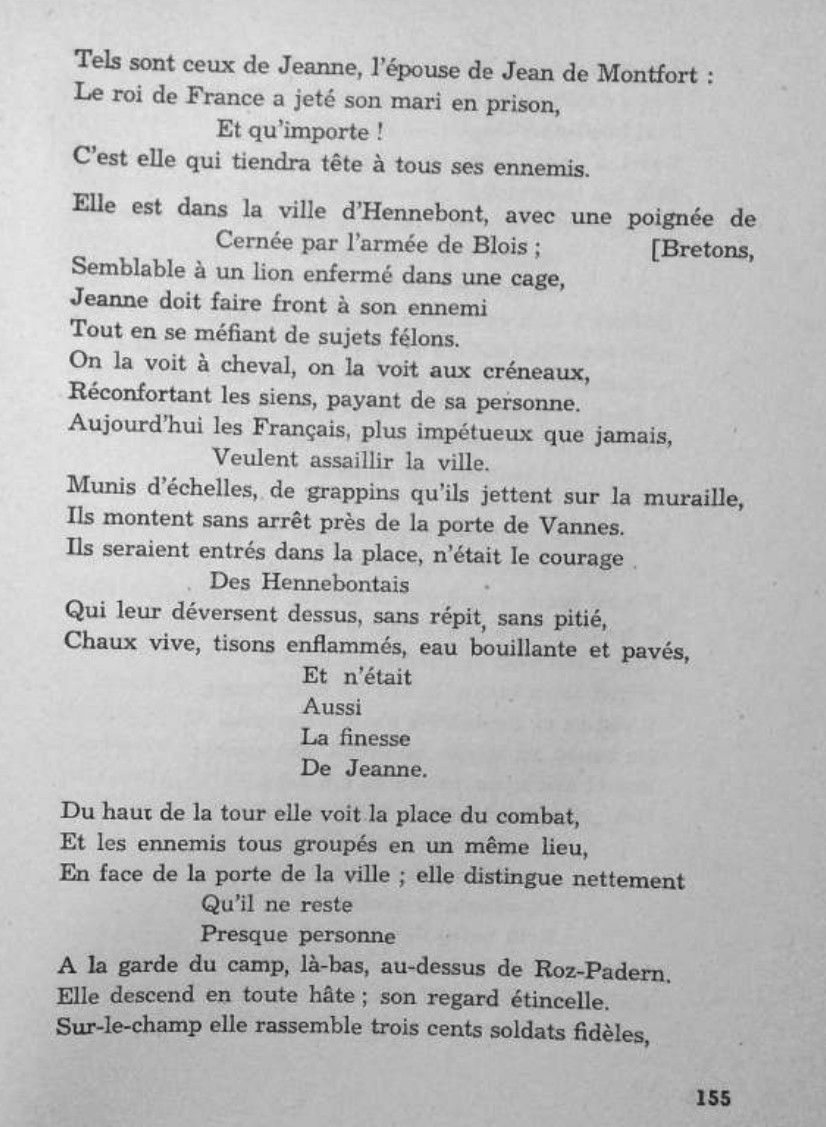 Tels sont ceux de Jeanne, l'épouse de Jean de Montfort :
Le roi de France a jeté son mari en prison,
Et qu'importe !
C'est elle qui tiendra tête à tous ses ennemis.
Elle est dans la ville d'Hennebont, avec une poignée de
Cernée par l'armée de Blois ; [Bretons,
Semblable à un lion enfermé dans une cage,
Jeanne doit faire front à son ennemi
Tout en se méfiant de sujets félons.
On la voit à cheval, on la voit aux créneaux,
Réconfortant les siens, payant de sa personne.
Aujourd'hui les Français, plus impétueux que jamais,
Veulent assaillir la ville.
Munis d'échelles, de grappins qu'ils jettent sur la muraille,
Ils montent sans arrêt près de la porte de Vannes.
Ils seraient entrés dans la place, n'était le courage
Des Hennebontais
Qui leur déversent dessus, sans répit, sans pitié,
Chaux vive, tisons enflammés, eau bouillante et pavés,
Et n'était
Aussi
La finesse
De Jeanne.
Du haut de la tour elle voit la place du combat,
Et les ennemis tous groupés en un même lieu,
En face de la porte de la ville ; elle distingue nettement
Qu'il ne reste
Presque personne
A la garde du camp, là-bas, au-dessus de Roz-Padern.
Elle descend en toute hâte ; son regard étincelle.
Sur-le-champ elle rassemble trois cents soldats fidèles,
155